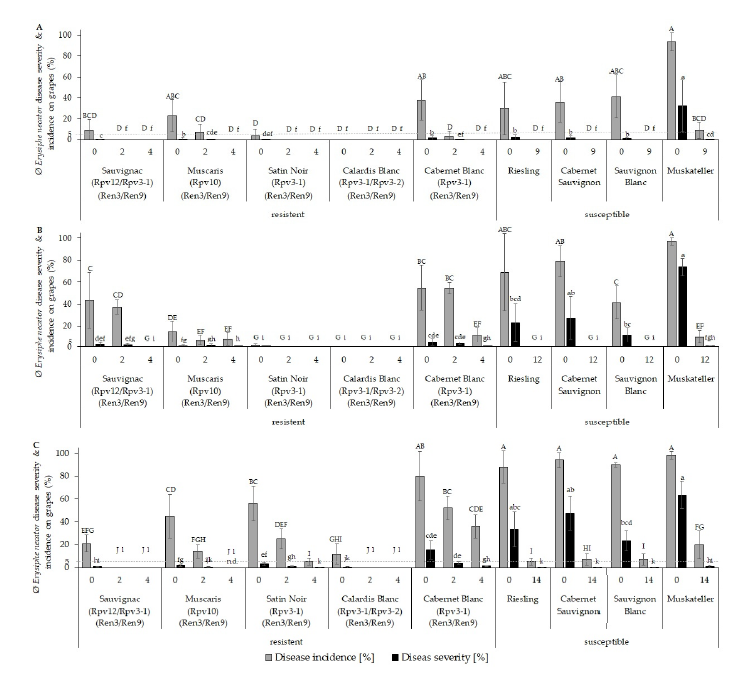 A
Ø Erysiphe necator disease severity &
incidence on grapes (%)
100
80
60
40
20
0
BCD c D f D f
ABC b CD cde D f
D def D f D f
D f D f D f
AB b D ef D f
ABC b D f
AB b D f
ABC b D f
A a BCD cd
0 2 4 0 2 4 0 2 4 0 2 4 0 2 4 0 9 0 9 0 9 0 9
Sauvignac Muscaris Satin Noir Calardis Blanc Cabernet Blanc Riesling Cabernet Sauvignon Muskateller
(Rpv12/Rpv3-1) (Rpv10) (Rpv3-1) (Rpv3-1/Rpv3-2) (Rpv3-1) Sauvignon Blanc
(Ren3/Ren9) (Ren3/Ren9) (Ren3/Ren9) (Ren3/Ren9) (Ren3/Ren9)
resistent susceptible
B
Ø Erysiphe necator disease severity &
incidence on grapes (%)
100
80
60
40
20
0
C def CD efg G i
DE fg EF gh EF h
G i G i G i
G i G i G i
BC cde BC cde EF gh
ABC bcd G i
AB ab G i
C bc G i
A a EF fgh
0 2 4 0 2 4 0 2 4 0 2 4 0 2 4 0 12 0 12 0 12 0 12
Sauvignac Muscaris Satin Noir Calardis Blanc Cabernet Blanc Riesling Cabernet Sauvignon Muskateller
(Rpv12/Rpv3-1) (Rpv10) (Rpv3-1) (Rpv3-1/Rpv3-2) (Rpv3-1) Sauvignon Blanc
(Ren3/Ren9) (Ren3/Ren9) (Ren3/Ren9) (Ren3/Ren9) (Ren3/Ren9)
resistent susceptible
C
Ø Erysiphe necator disease severity &
incidence on grapes (%)
100
80
60
40
20
0
EFG hi J l J l
CD fg FGH J l n.d.
BC ef DEF gh I k
GHI J l J l
AB cde BC de CDE gh
A abc I k
A ab HI k
A bcd I k
A a FG hi
0 2 4 0 2 4 0 2 4 0 2 4 0 2 4 0 14 0 14 0 14 0 14
Sauvignac Muscaris Satin Noir Calardis Blanc Cabernet Blanc Riesling Cabernet Sauvignon Muskateller
(Rpv12/Rpv3-1) (Rpv10) (Rpv3-1) (Rpv3-1/Rpv3-2) (Rpv3-1) Sauvignon Blanc
(Ren3/Ren9) (Ren3/Ren9) (Ren3/Ren9) (Ren3/Ren9) (Ren3/Ren9)
resistent susceptible
Disease incidence [%] Diseas severity [%]